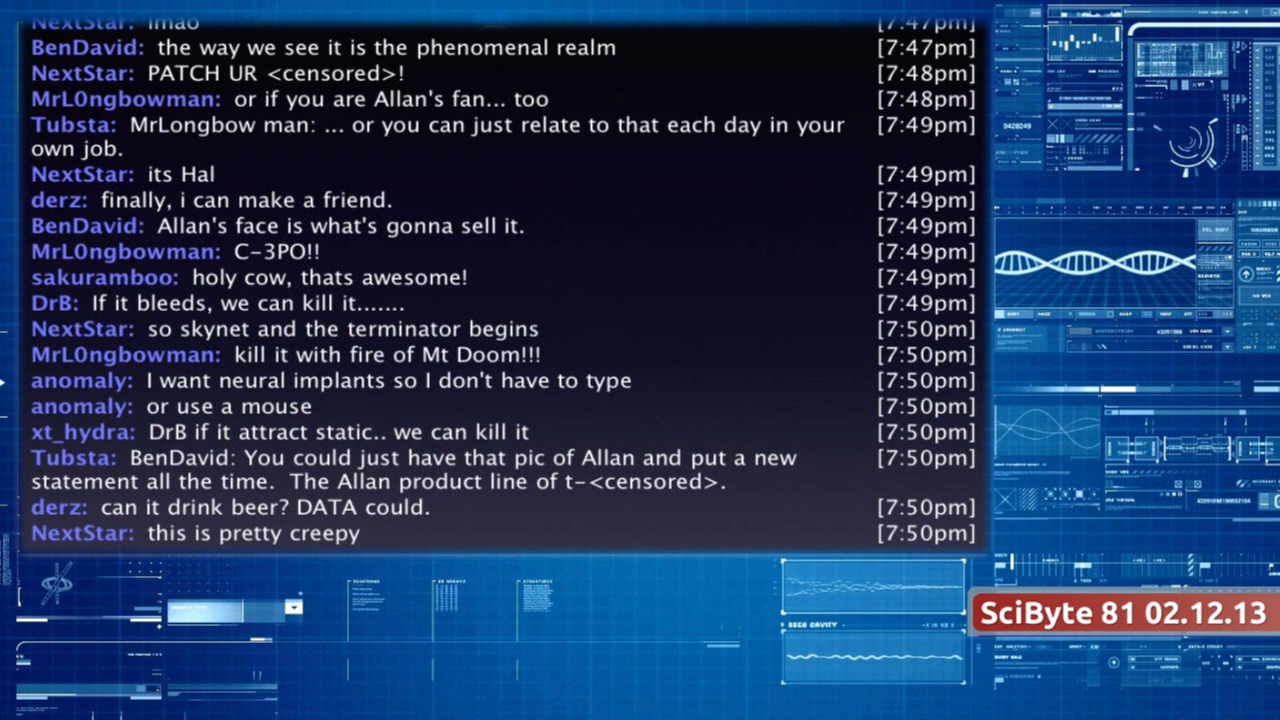 NextStar: lmao [7:47pm]
BenDavid: the way we see it is the phenomenal realm [7:47pm]
NextStar: PATCH UR <censored>! [7:48pm]
MrL0ngbowman: or if you are Allan's fan... too [7:48pm]
Tubsta: MrLongbow man: ... or you can just relate to that each day in your [7:49pm]
own job.
NextStar: its Hal [7:49pm]
derz: finally, i can make a friend. [7:49pm]
BenDavid: Allan's face is what's gonna sell it. [7:49pm]
MrL0ngbowman: C-3PO!! [7:49pm]
sakuramboo: holy cow, thats awesome! [7:49pm]
DrB: If it bleeds, we can kill it....... [7:49pm]
NextStar: so skynet and the terminator begins [7:50pm]
MrL0ngbowman: kill it with fire of Mt Doom!!! [7:50pm]
anomaly: I want neural implants so I don't have to type [7:50pm]
anomaly: or use a mouse [7:50pm]
xt_hydra: DrB if it attract static.. we can kill it [7:50pm]
Tubsta: BenDavid: You could just have that pic of Allan and put a new [7:50pm]
statement all the time. The Allan product line of t-<censored>.
derz: can it drink beer? DATA could. [7:50pm]
NextStar: this is pretty creepy [7:50pm]
SciByte 81 02.12.13